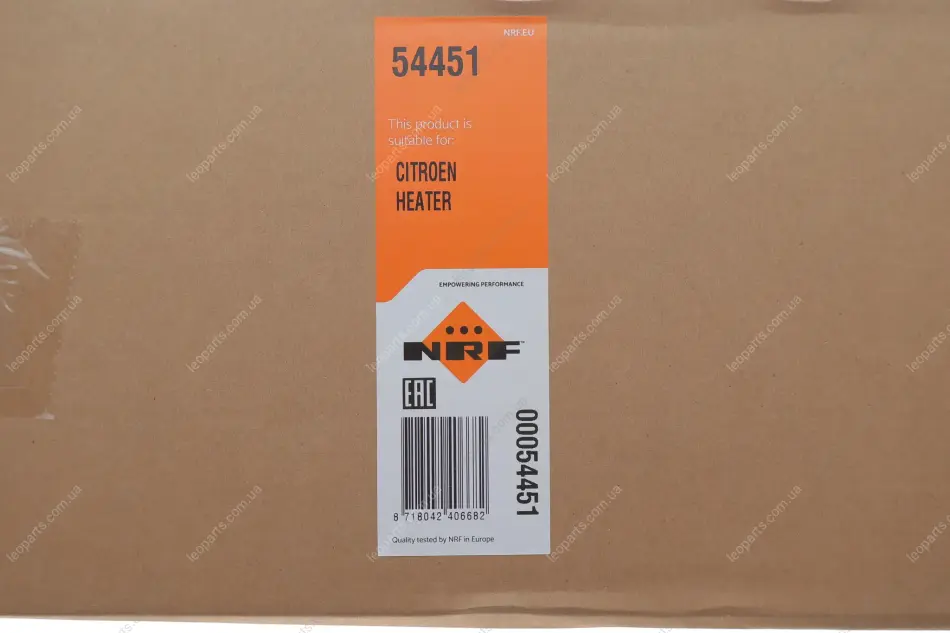 NRF.EU
54451
This product is
suitable for:
CITROEN
HEATER
EMPOWERING PERFORMANCE
NRF™
EAC
00054451
8 718042 406682
Quality tested by NRF in Europe
leoparts.com.ua